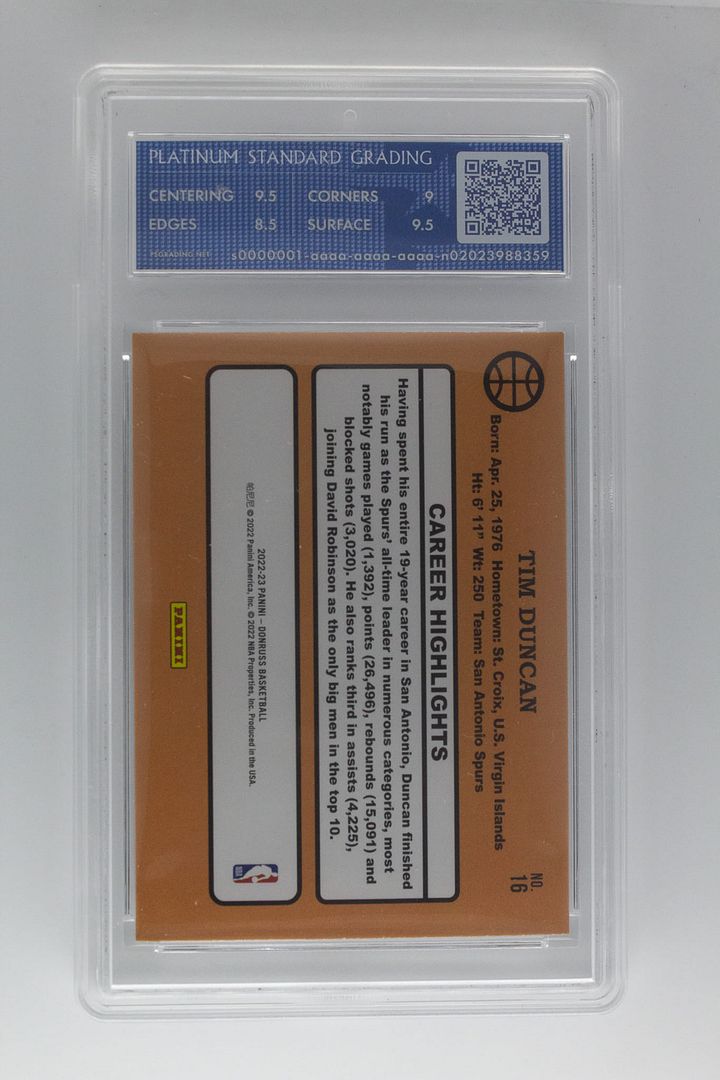 PLATINUM STANDARD GRADING
CENTERING 9.5 CORNERS 9
EDGES 8.5 SURFACE 9.5
PSGRADING.NET s0000001-aaaa-aaaa-aaaa-n02023988359
TIM DUNCAN
Born: Apr. 25, 1976 Hometown: St. Croix, U.S. Virgin Islands
Ht: 6' 11" Wt: 250 Team: San Antonio Spurs
NO.
16
CAREER HIGHLIGHTS
Having spent his entire 19-year career in San Antonio, Duncan finished
his run as the Spurs' all-time leader in numerous categories, most
notably games played (1,392), points (26,496), rebounds (15,091) and
blocked shots (3,020). He also ranks third in assists (4,225),
joining David Robinson as the only big men in the top 10.
2022-23 PANINI – DONRUSS BASKETBALL
帕尼尼 © 2022 Panini America, Inc. © 2022 NBA Properties, Inc. Produced in the USA.
NBA
PANINI